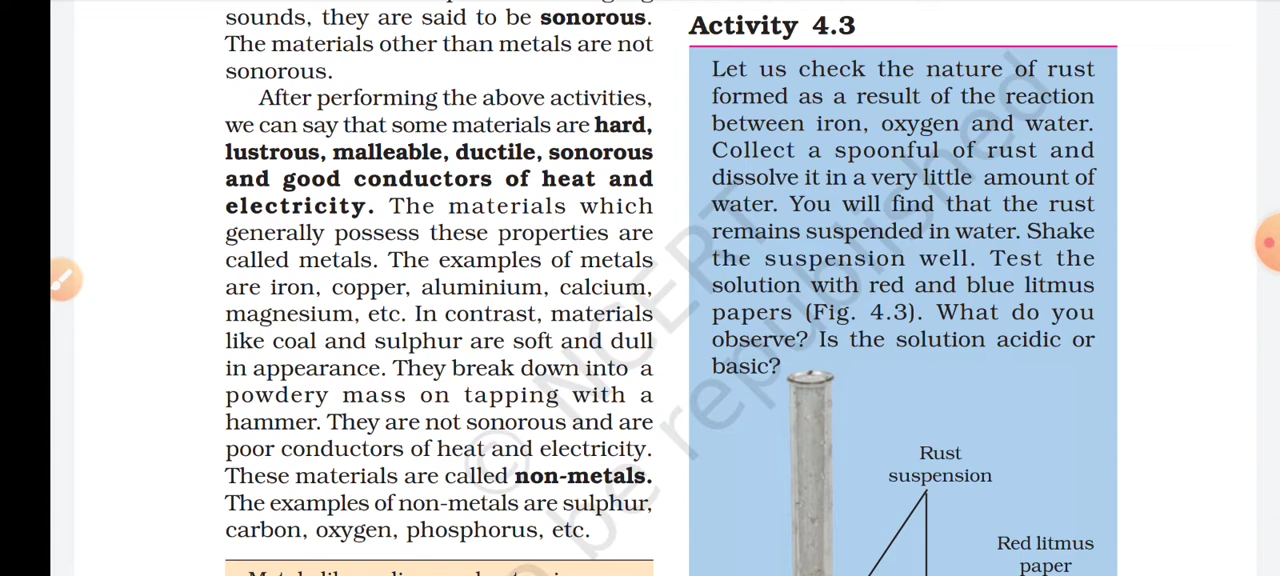 sounds, they are said to be sonorous.
The materials other than metals are not
sonorous.
After performing the above activities,
we can say that some materials are hard,
lustrous, malleable, ductile, sonorous
and good conductors of heat and
electricity. The materials which
generally possess these properties are
called metals. The examples of metals
are iron, copper, aluminium, calcium,
magnesium, etc. In contrast, materials
like coal and sulphur are soft and dull
in appearance. They break down into a
powdery mass on tapping with a
hammer. They are not sonorous and are
poor conductors of heat and electricity.
These materials are called non-metals.
The examples of non-metals are sulphur,
carbon, oxygen, phosphorus, etc.
Activity 4.3
Let us check the nature of rust
formed as a result of the reaction
between iron, oxygen and water.
Collect a spoonful of rust and
dissolve it in a very little amount of
water. You will find that the rust
remains suspended in water. Shake
the suspension well. Test the
solution with red and blue litmus
papers (Fig. 4.3). What do you
observe? Is the solution acidic or
basic?
Rust
suspension
Red litmus
paper
© NCERT
be republished